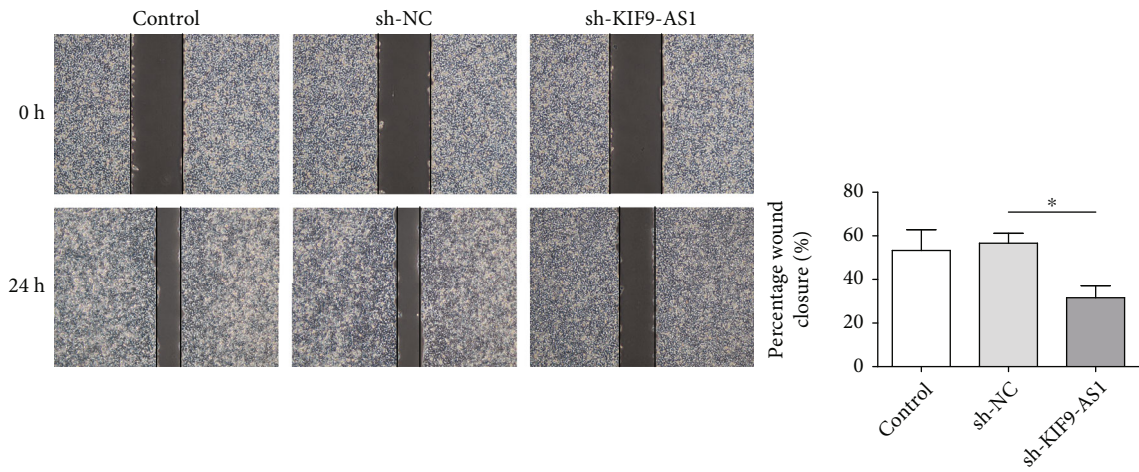 Control
sh-NC
sh-KIF9-AS1
0 h
24 h
Percentage wound
closure (%)
80
60
40
20
0
*
Control
sh-NC
sh-KIF9-AS1